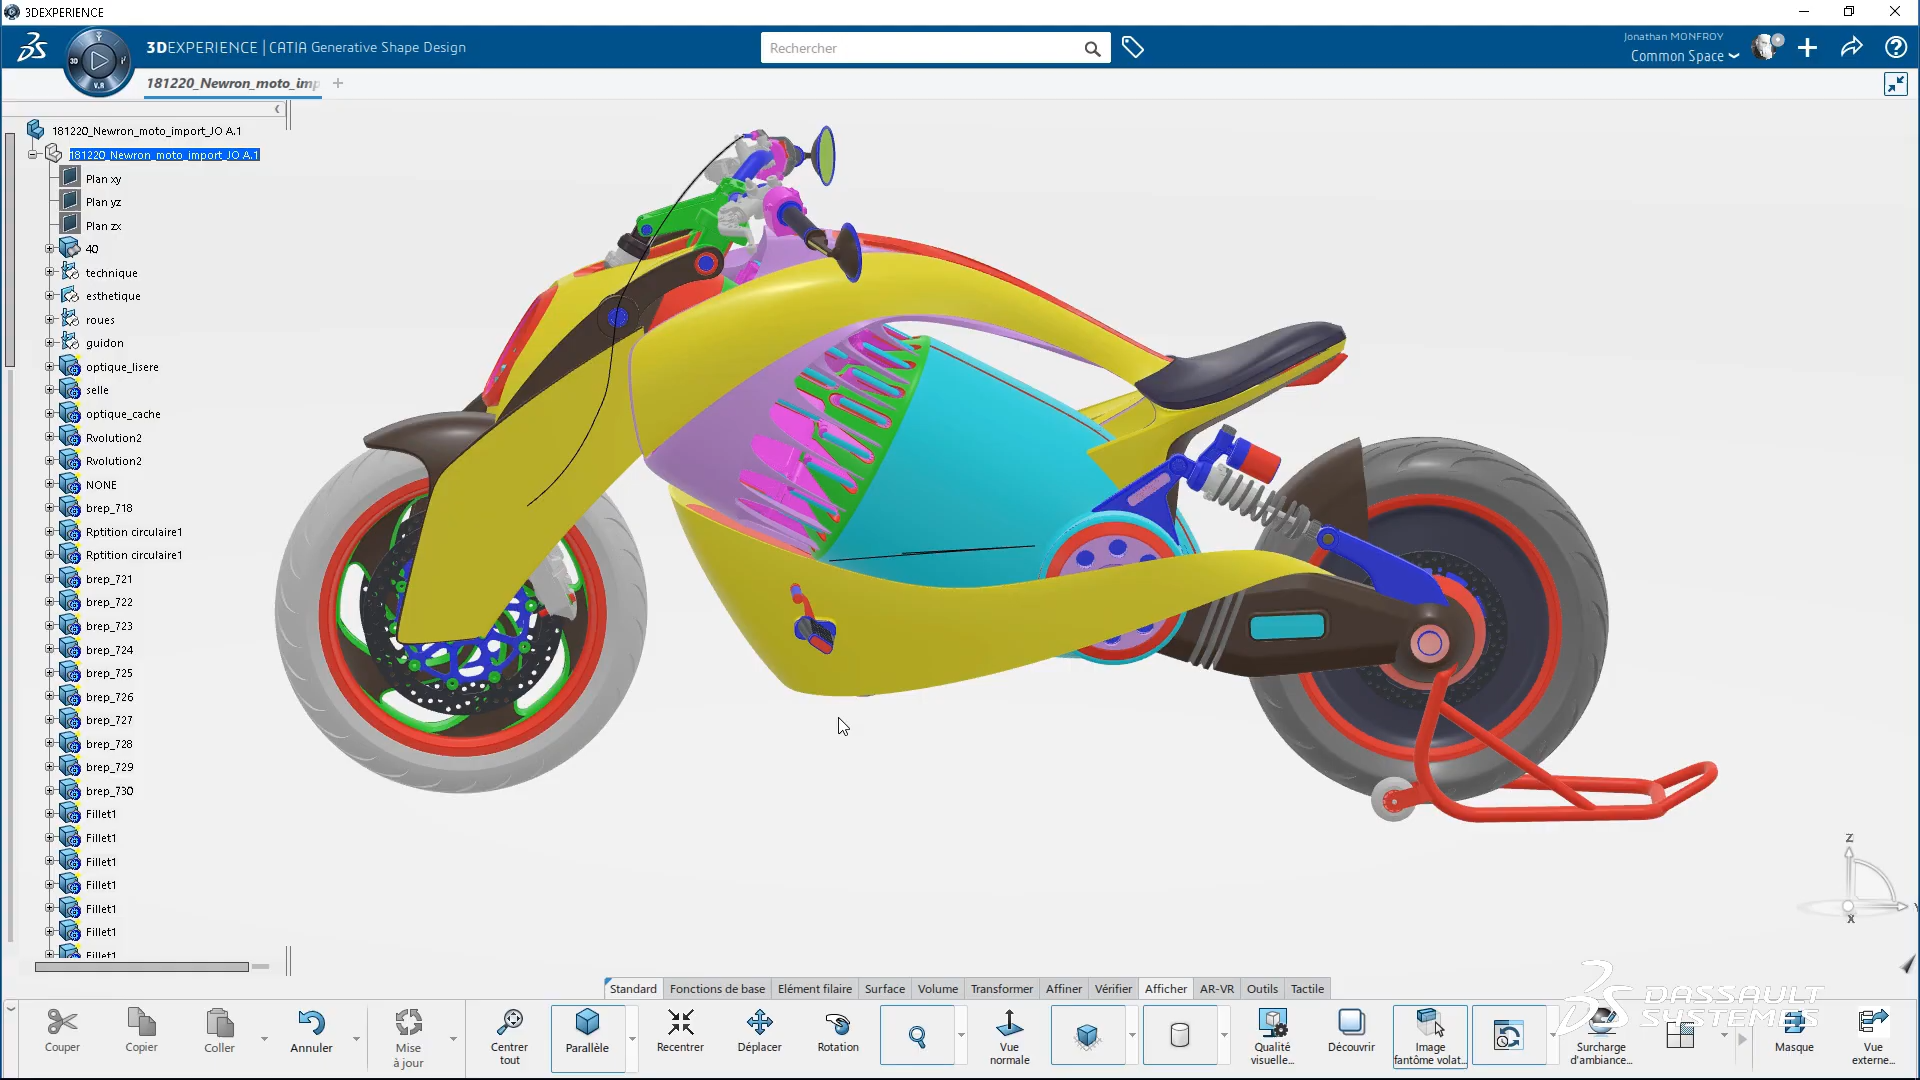 3DEXPERIENCE
3DEXPERIENCE | CATIA Generative Shape Design
Rechercher
Jonathan MONFROY
Common Space
3D
V.R
181220_Newron_moto_imp
181220_Newron_moto_import_JO A.1
181220_Newron_moto_import_JO A.1
Plan xy
Plan yz
Plan zx
40
technique
esthetique
roues
guidon
optique_lisere
selle
optique_cache
Rvolution2
Rvolution2
NONE
brep_718
Rptition circulaire1
Rptition circulaire1
brep_721
brep_722
brep_723
brep_724
brep_725
brep_726
brep_727
brep_728
brep_729
brep_730
Fillet1
Fillet1
Fillet1
Fillet1
Fillet1
Fillet1
Fillet1
Z
X
Y
Standard
Fonctions de base
Elément filaire
Surface
Volume
Transformer
Affiner
Vérifier
Afficher
AR-VR
Outils
Tactile
Couper
Copier
Coller
Annuler
Mise à jour
Centrer tout
Parallèle
Recentrer
Déplacer
Rotation
Vue normale
Qualité visuelle...
Découvrir
Image fantôme volat...
Surcharge d'ambiance...
Masque
Vue externe...
DASSAULT
SYSTEMES